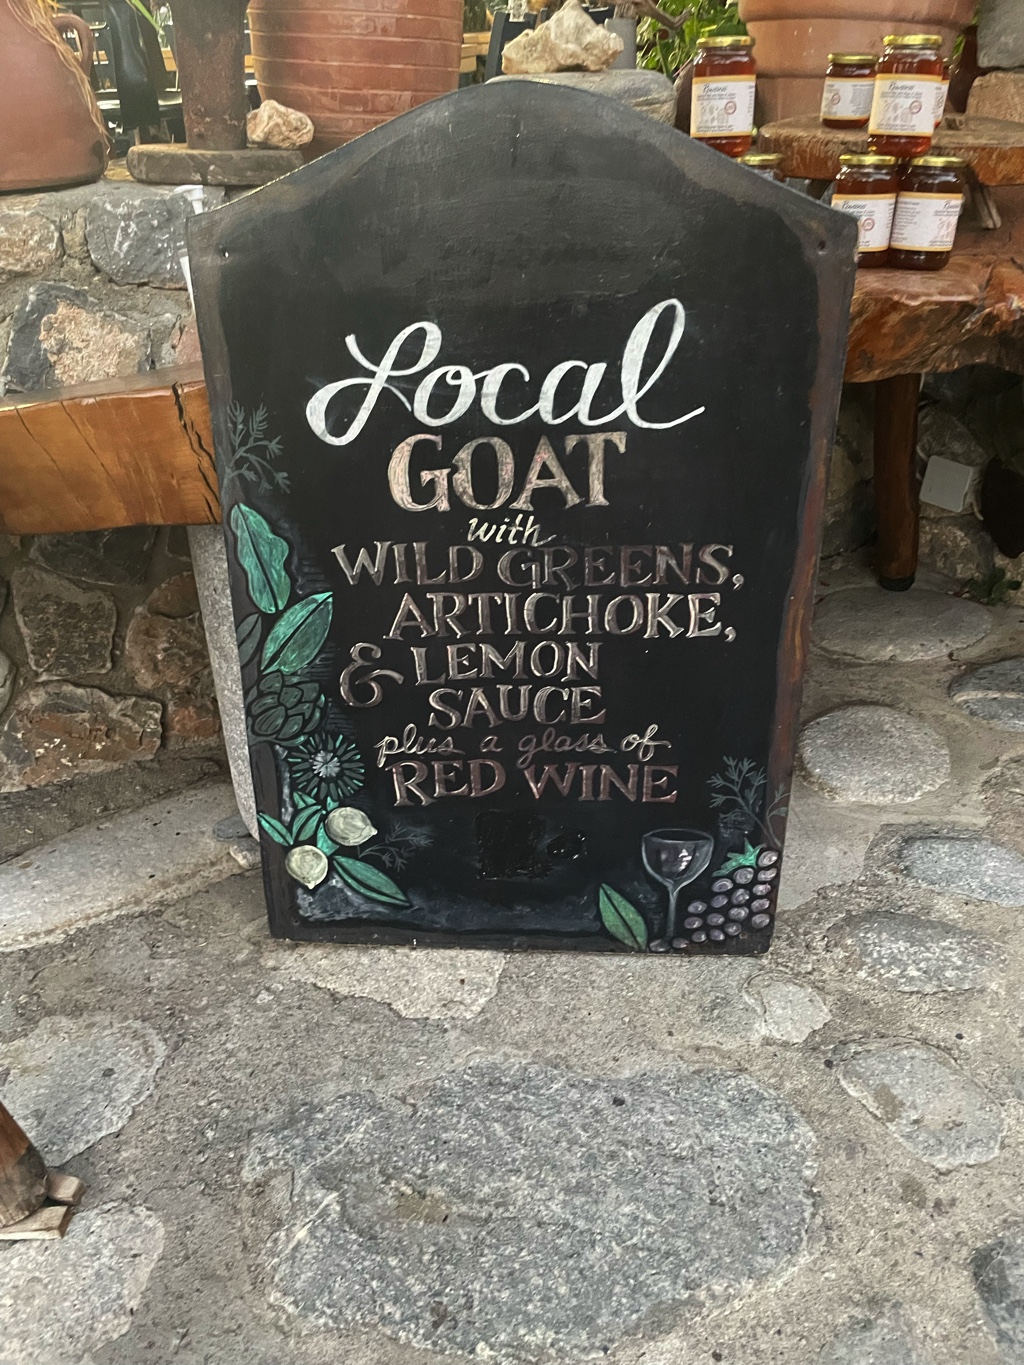 Local
GOAT
with
WILD GREENS,
ARTICHOKE,
& LEMON
SAUCE
plus a glass of
RED WINE